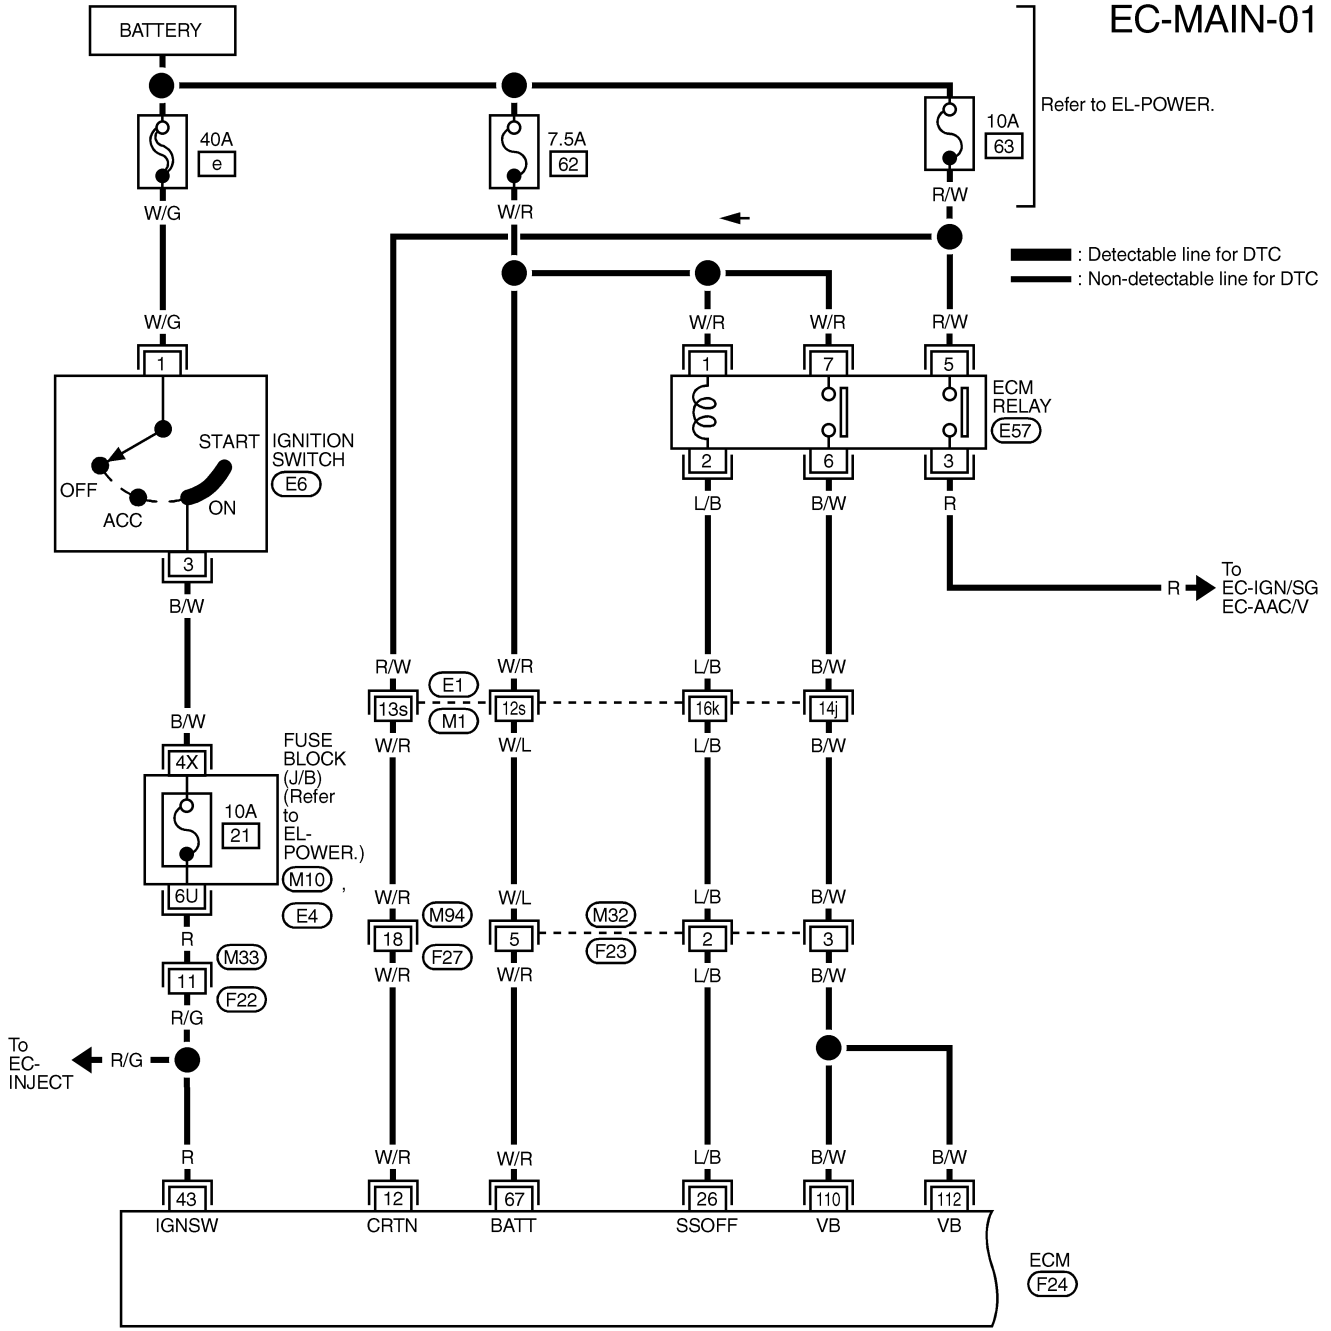 EC-MAIN-01
BATTERY
Refer to EL-POWER.
40A
e
7.5A
62
10A
63
W/G
W/R
R/W
: Detectable line for DTC
: Non-detectable line for DTC
W/G
W/R
W/R
R/W
1
1
7
5
ECM
RELAY
E57
START
OFF
ACC
ON
IGNITION
SWITCH
E6
2
6
3
L/B
B/W
R
3
B/W
R
To
EC-IGN/SG
EC-AAC/V
R/W
W/R
L/B
B/W
E1
M1
13s
12s
16k
14j
B/W
W/R
W/L
L/B
B/W
4X
10A
21
FUSE
BLOCK
(J/B)
(Refer
to
EL-
POWER.)
M10 ,
E4
6U
W/R
W/L
L/B
B/W
M94
F27
M32
F23
18
5
2
3
R
M33
F22
11
W/R
W/R
L/B
B/W
R/G
To
EC-
INJECT
R/G
R
W/R
W/R
L/B
B/W
B/W
43
12
67
26
110
112
IGNSW
CRTN
BATT
SSOFF
VB
VB
ECM
F24